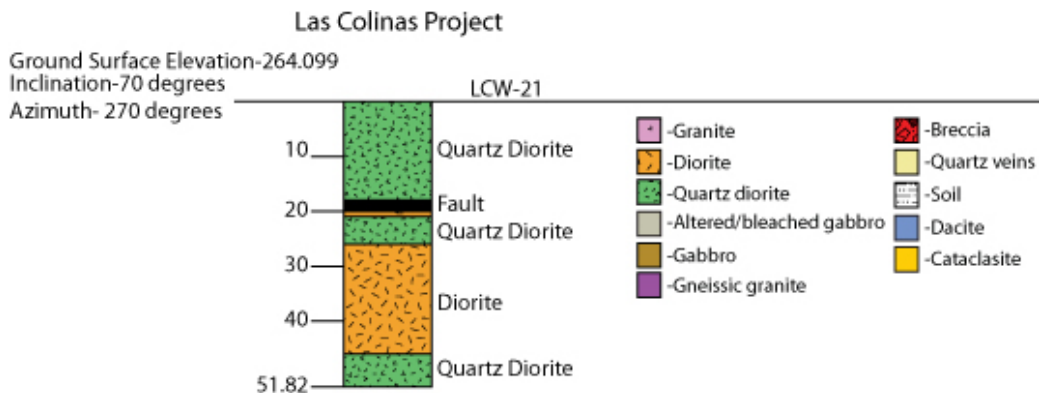 Las Colinas Project
Ground Surface Elevation-264.099
Inclination-70 degrees
Azimuth- 270 degrees
LCW-21
10
20
30
40
51.82
Quartz Diorite
Fault
Quartz Diorite
Diorite
Quartz Diorite
-Granite
-Diorite
-Quartz diorite
-Altered/bleached gabbro
-Gabbro
-Gneissic granite
-Breccia
-Quartz veins
-Soil
-Dacite
-Cataclasite